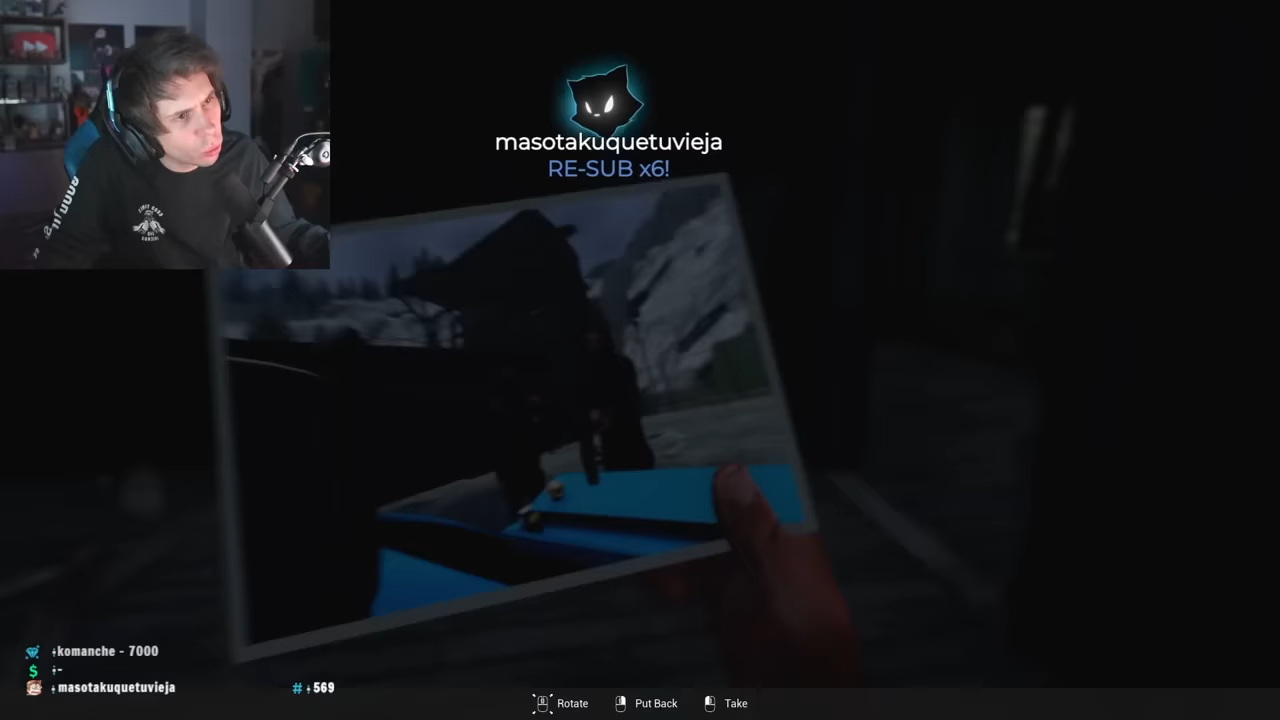 masotakuquetuvieja
RE-SUB x6!
komanche - 7000
-
masotakuquetuvieja
# 569
Rotate
Put Back
Take